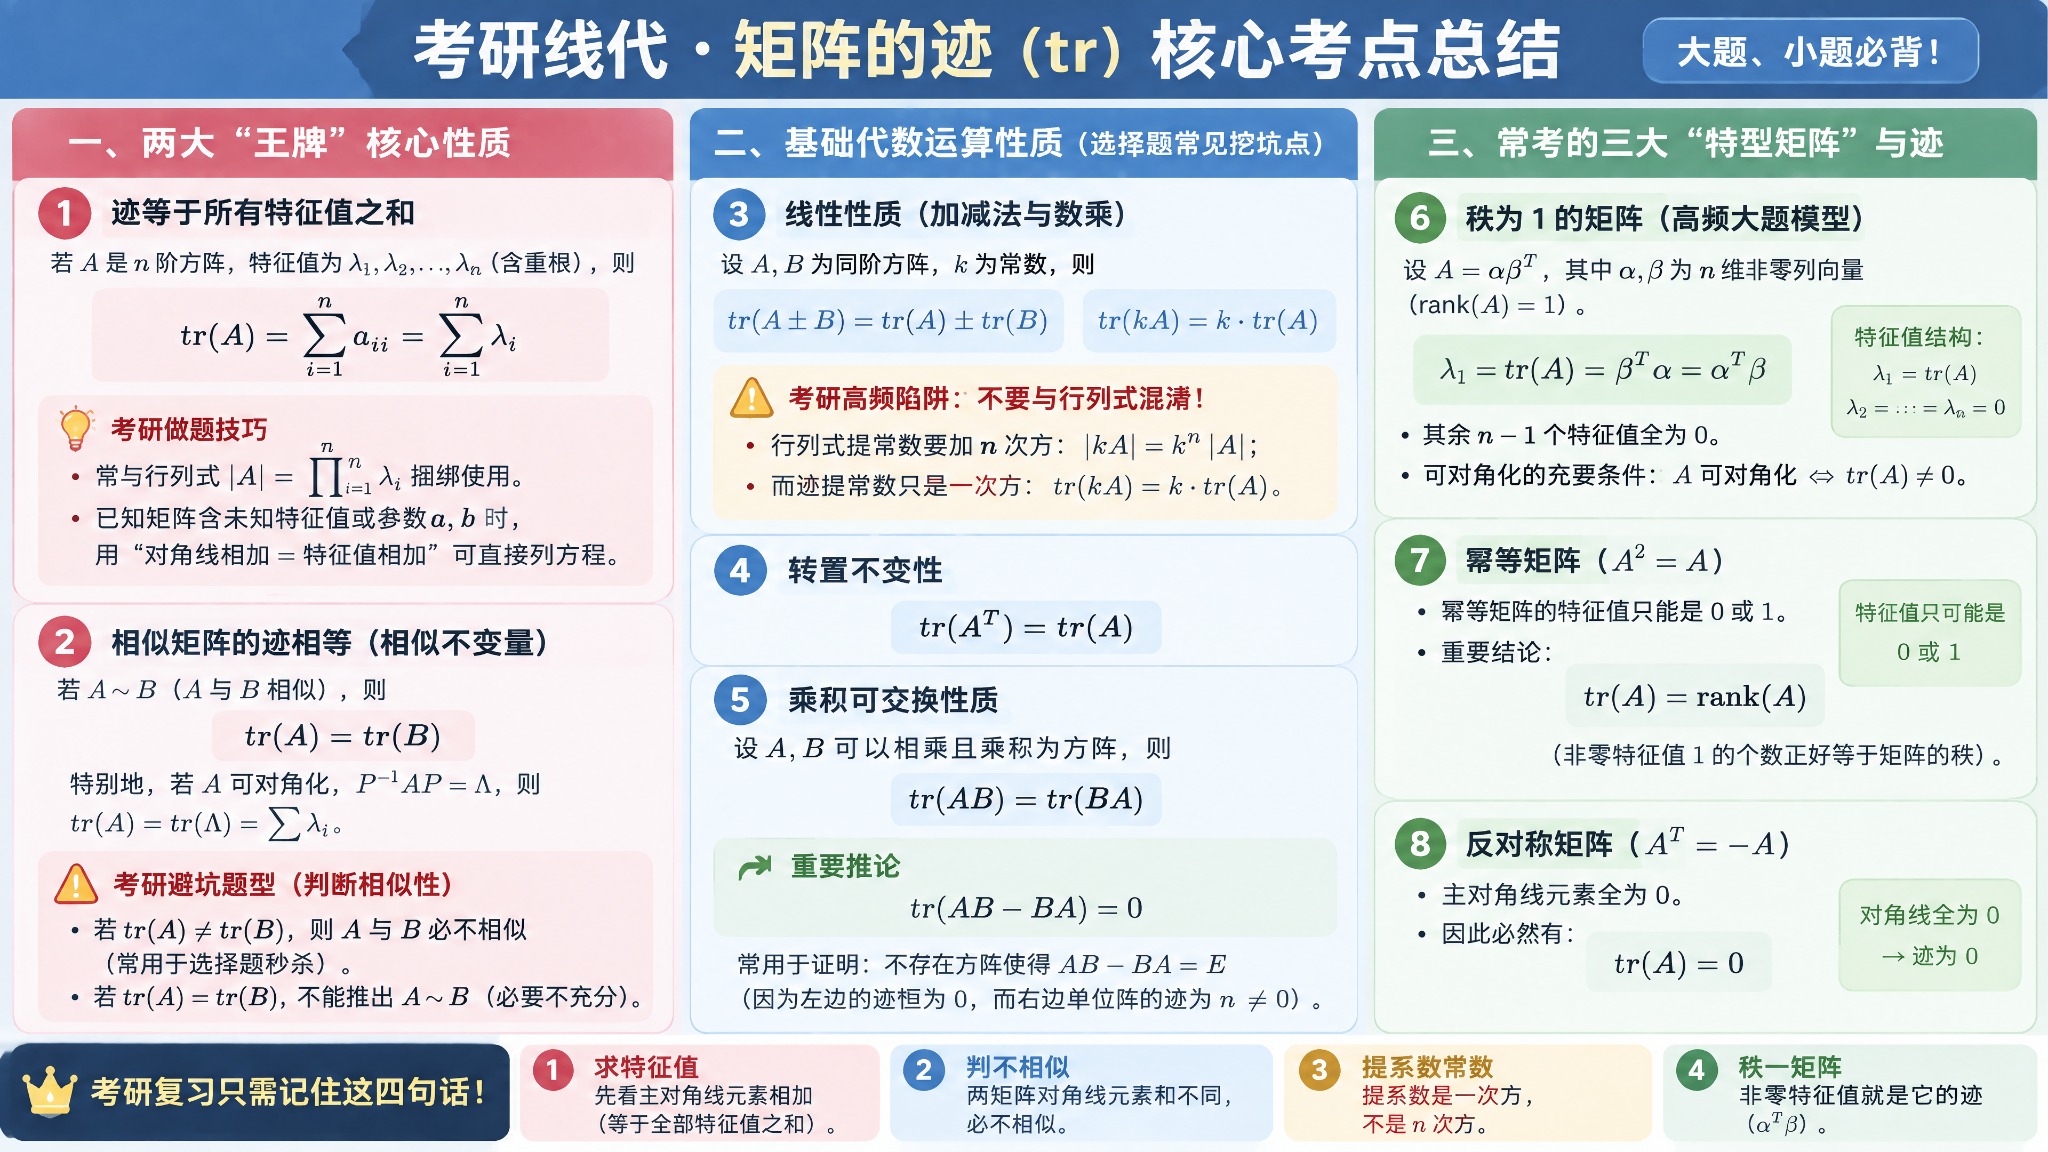 考研线代·矩阵的迹（tr）核心考点总结
大题、小题必背！
一、两大“王牌”核心性质
1 迹等于所有特征值之和
若 A 是 n 阶方阵，特征值为 λ₁, λ₂, …, λₙ（含重根），则
tr(A) = ∑_{i=1}^{n} a_{ii} = ∑_{i=1}^{n} λ_i
考研做题技巧
• 常与行列式 |A| = ∏^{n}{}_{i=1}^{n} λ_i 捆绑使用。
• 已知矩阵含未知特征值或参数 a, b 时，
用“对角线相加 = 特征值相加”可直接列方程。
2 相似矩阵的迹相等（相似不变量）
若 A ~ B（A 与 B 相似），则
tr(A) = tr(B)
特别地，若 A 可对角化，P⁻¹AP = Λ，则
tr(A) = tr(Λ) = ∑ λ_i。
考研避坑题型（判断相似性）
• 若 tr(A) ≠ tr(B)，则 A 与 B 必不相似
（常用于选择题秒杀）。
• 若 tr(A) = tr(B)，不能推出 A ~ B（必要不充分）。
二、基础代数运算性质（选择题常见挖坑点）
3 线性性质（加减法与数乘）
设 A, B 为同阶方阵，k 为常数，则
tr(A ± B) = tr(A) ± tr(B) tr(kA) = k · tr(A)
考研高频陷阱：不要与行列式混淆！
• 行列式提常数要加 n 次方：|kA| = kⁿ |A|；
• 而迹提常数只是一次方：tr(kA) = k · tr(A)。
4 转置不变性
tr(Aᵀ) = tr(A)
5 乘积可交换性质
设 A, B 可以相乘且乘称为方阵，则
tr(AB) = tr(BA)
重要推论
tr(AB − BA) = 0
常用于证明：不存在方阵使得 AB − BA = E
（因为左边的迹桓为 0，而右边单位阵的迹为 n ≠ 0）。
三、常考的三大“特型矩阵”与迹
6 秩为 1 的矩阵（高频大题模型）
设 A = αβᵀ，其中 α, β 为 n 维非零列向量
（rank(A) = 1）。
λ₁ = tr(A) = βᵀα = αᵀβ
特征值结构：
λ₁ = tr(A)
λ₂ = ⋯ = λₙ = 0
• 其余 n − 1 个特征值全为 0。
• 可对角化的充要条件：A 可对角化 ⇔ tr(A) ≠ 0。
7 幂等矩阵（A² = A）
• 幂等矩阵的特征值只能是 0 或 1。
• 重要结论：
tr(A) = rank(A)
（非零特征值 1 的个数正好等于矩阵的秩）。
特征值只可能是
0 或 1
8 反对称矩阵（Aᵀ = −A）
• 主对角线元素全为 0。
• 因此必然有：
tr(A) = 0
对角线全为 0
→ 迹为 0
考研复习只需记住这四句话！
1 求特征值
先看主对角线元素相加
（等于全部特征值之和）。
2 判不相似
两矩阵对角线元素和不同，
必不相似。
3 提系数常数
提系数是一次方，
不是 n 次方。
4 秩一矩阵
非零特征值就是它的迹
（αᵀβ）。